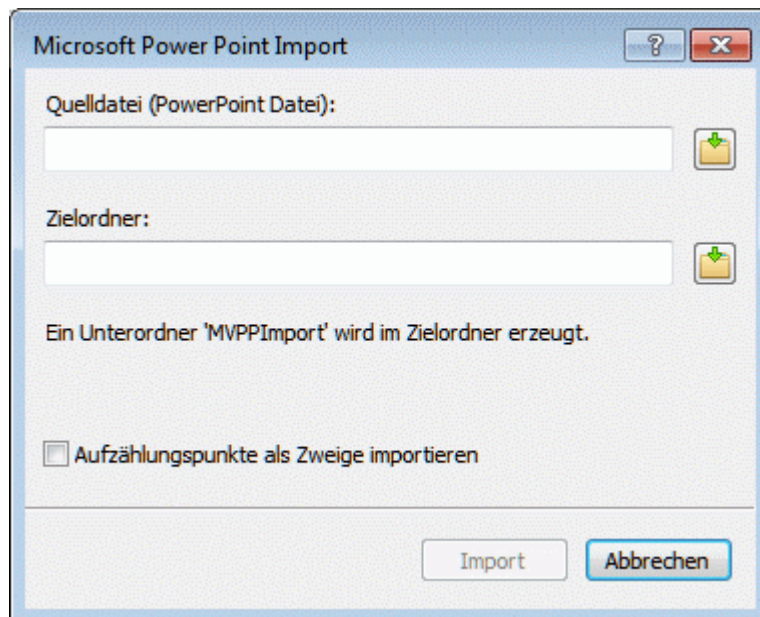 Microsoft Power Point Import
?
Quelldatei (PowerPoint Datei):
Zielordner:
Ein Unterordner 'MVPPImport' wird im Zielordner erzeugt.
Aufzählungspunkte als Zweige importieren
Import
Abbrechen